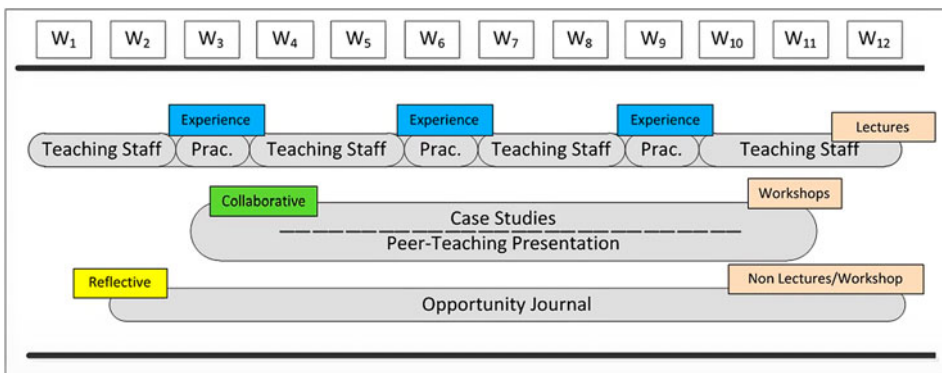 W1 W2 W3 W4 W5 W6 W7 W8 W9 W10 W11 W12
Experience Experience Experience Lectures
Teaching Staff Prac. Teaching Staff Prac. Teaching Staff Prac. Teaching Staff
Collaborative Workshops
Case Studies
Peer-Teaching Presentation
Reflective Non Lectures/Workshop
Opportunity Journal